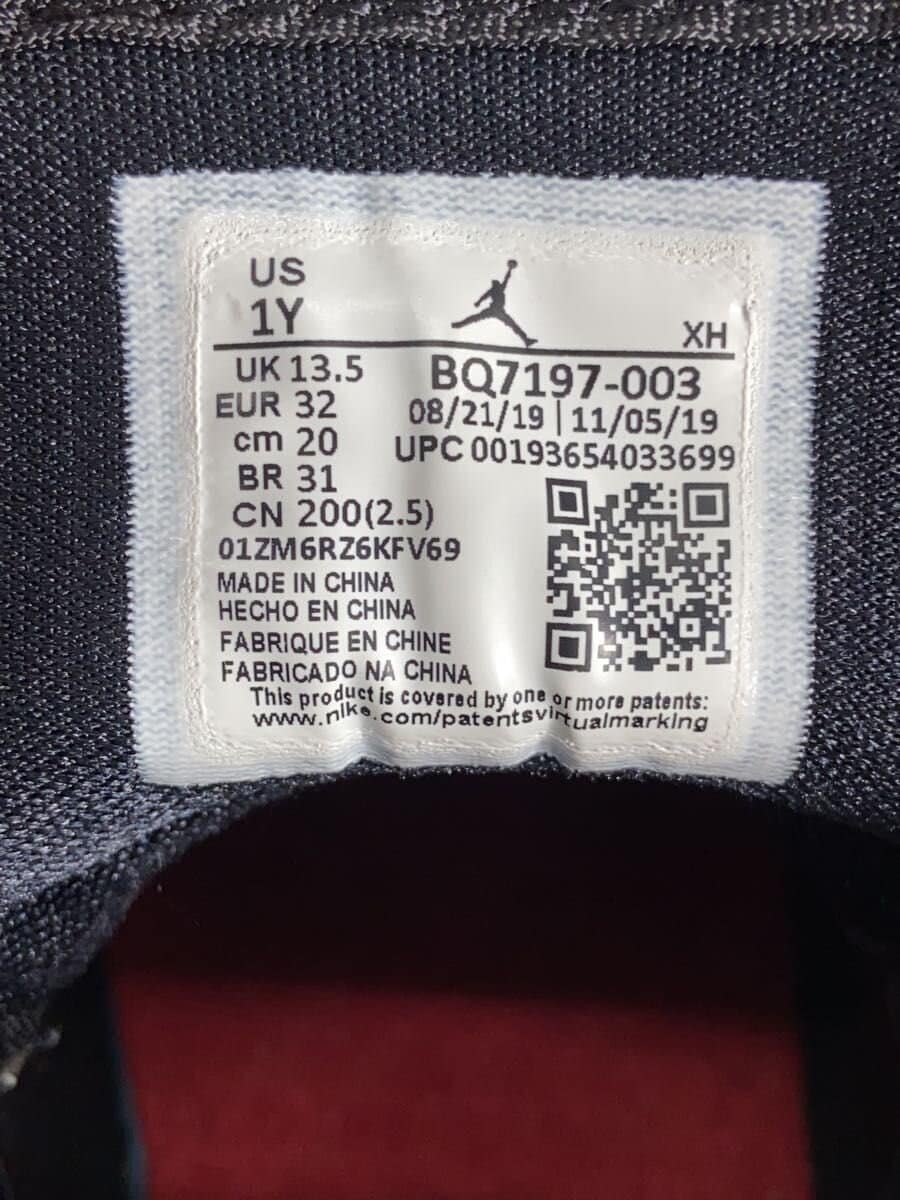 US
1Y
XH
UK 13.5
EUR 32
cm 20
BR 31
CN 200(2.5)
BQ7197-003
08/21/19 | 11/05/19
UPC 00193654033699
01ZM6RZ6KFV69
MADE IN CHINA
HECHO EN CHINA
FABRIQUE EN CHINE
FABRICADO NA CHINA
This product is covered by one or more patents:
www.nike.com/patentsvirtualmarking